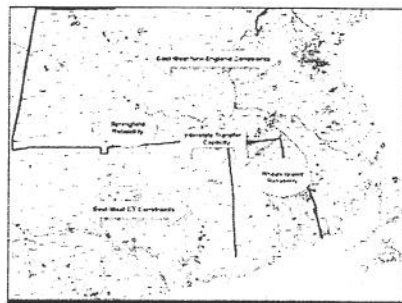 East-West New England Constraints
Springfield
Reliability
Interstate Transfer
Capacity
Rhode Island
Reliability
East-West CT Constraints